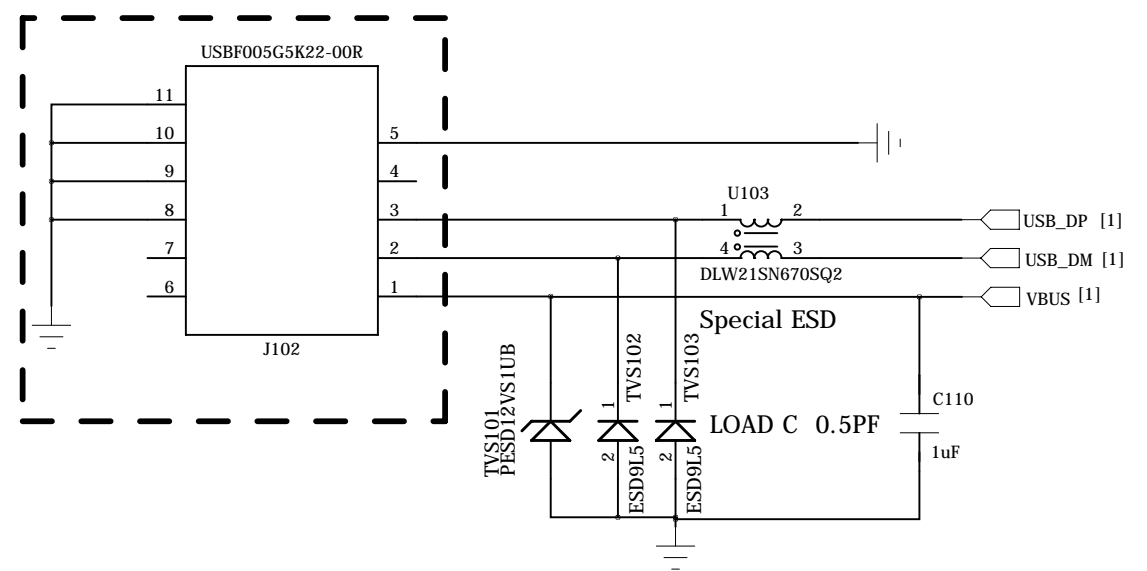 USBF005G5K22-00R
11
10
9
8
7
6
5
4
3
2
1
J102
U103
1 2
4 3
DLW21SN670SQ2
USB_DP [1]
USB_DM [1]
VBUS [1]
Special ESD
TVS101
PESD12VS1UB
TVS102
1
2
ESD9L5
TVS103
1
2
ESD9L5
LOAD C 0.5PF
C110
1uF